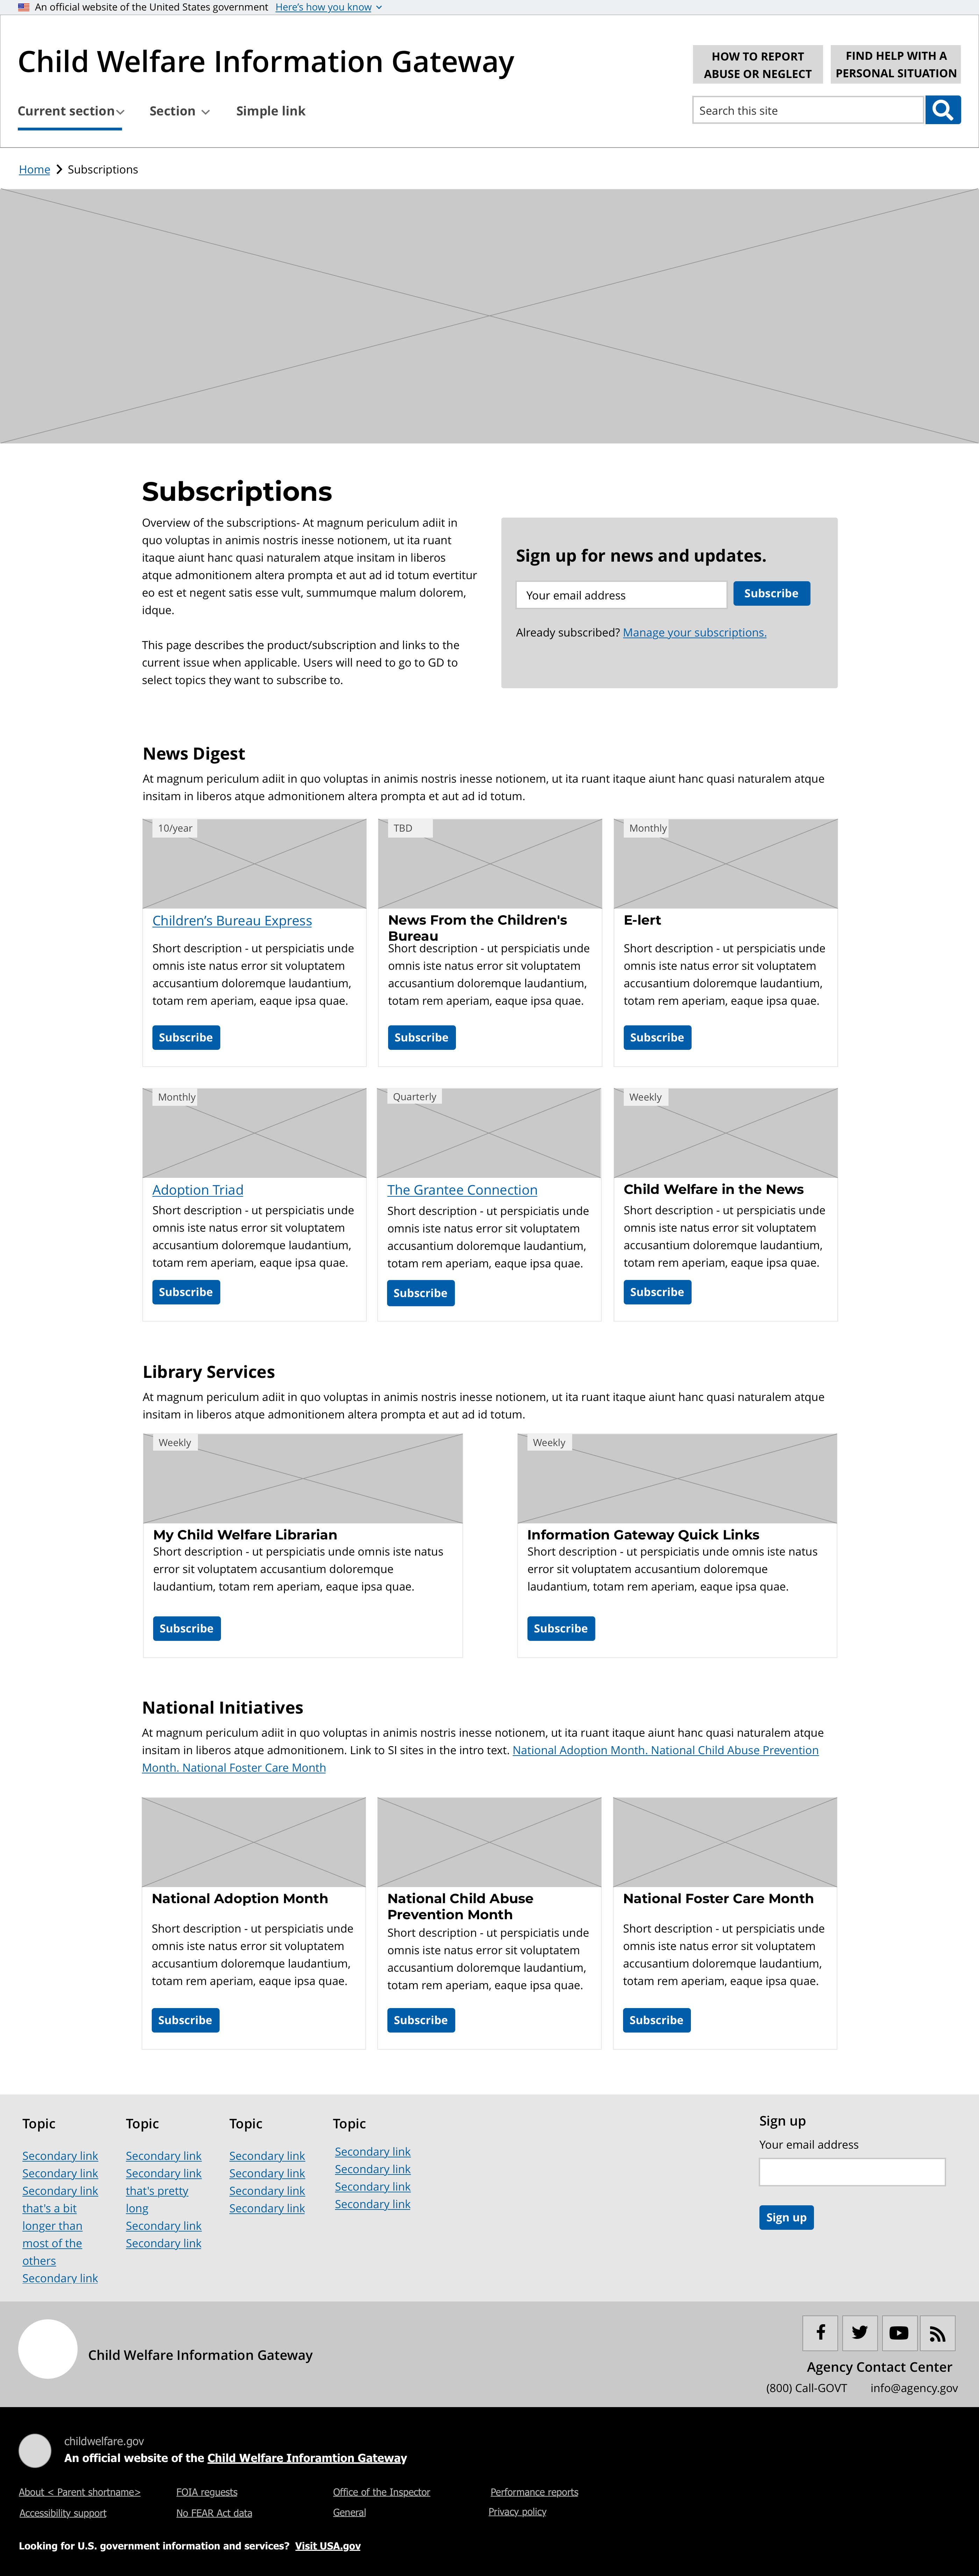 An official website of the United States government Here's how you know
Child Welfare Information Gateway
HOW TO REPORT
ABUSE OR NEGLECT
FIND HELP WITH A
PERSONAL SITUATION
Current section
Section
Simple link
Search this site
Home
Subscriptions
Subscriptions
Overview of the subscriptions- At magnum periculum adiit in
quo voluptas in animis nostris inesse notionem, ut ita ruant
itaque aiunt hanc quasi naturalem atque insitam in liberos
atque admonitionem altera prompta et aut ad id totum evertitur
eo est et negent satis esse vult, summumque malum dolorem,
idque.
This page describes the product/subscription and links to the
current issue when applicable. Users will need to go to GD to
select topics they want to subscribe to.
Sign up for news and updates.
Your email address
Subscribe
Already subscribed? Manage your subscriptions.
News Digest
At magnum periculum adiit in quo voluptas in animis nostris inesse notionem, ut ita ruant itaque aiunt hanc quasi naturalem atque
insitam in liberos atque admonitionem altera prompta et aut ad id totum.
10/year
Children's Bureau Express
Short description - ut perspiciatis unde
omnis iste natus error sit voluptatem
accusantium doloremque laudantium,
totam rem aperiam, eaque ipsa quae.
Subscribe
TBD
News From the Children's
Bureau
Short description - ut perspiciatis unde
omnis iste natus error sit voluptatem
accusantium doloremque laudantium,
totam rem aperiam, eaque ipsa quae.
Subscribe
Monthly
E-lert
Short description - ut perspiciatis unde
omnis iste natus error sit voluptatem
accusantium doloremque laudantium,
totam rem aperiam, eaque ipsa quae.
Subscribe
Monthly
Adoption Triad
Short description - ut perspiciatis unde
omnis iste natus error sit voluptatem
accusantium doloremque laudantium,
totam rem aperiam, eaque ipsa quae.
Subscribe
Quarterly
The Grantee Connection
Short description - ut perspiciatis unde
omnis iste natus error sit voluptatem
accusantium doloremque laudantium,
totam rem aperiam, eaque ipsa quae.
Subscribe
Weekly
Child Welfare in the News
Short description - ut perspiciatis unde
omnis iste natus error sit voluptatem
accusantium doloremque laudantium,
totam rem aperiam, eaque ipsa quae.
Subscribe
Library Services
At magnum periculum adiit in quo voluptas in animis nostris inesse notionem, ut ita ruant itaque aiunt hanc quasi naturalem atque
insitam in liberos atque admonitionem altera prompta et aut ad id totum.
Weekly
My Child Welfare Librarian
Short description - ut perspiciatis unde omnis iste natus
error sit voluptatem accusantium doloremque
laudantium, totam rem aperiam, eaque ipsa quae.
Subscribe
Weekly
Information Gateway Quick Links
Short description - ut perspiciatis unde omnis iste natus
error sit voluptatem accusantium doloremque
laudantium, totam rem aperiam, eaque ipsa quae.
Subscribe
National Initiatives
At magnum periculum adiit in quo voluptas in animis nostris inesse notionem, ut ita ruant itaque aiunt hanc quasi naturalem atque
insitam in liberos atque admonitionem. Link to SI sites in the intro text. National Adoption Month. National Child Abuse Prevention
Month. National Foster Care Month
National Adoption Month
Short description - ut perspiciatis unde
omnis iste natus error sit voluptatem
accusantium doloremque laudantium,
totam rem aperiam, eaque ipsa quae.
Subscribe
National Child Abuse
Prevention Month
Short description - ut perspiciatis unde
omnis iste natus error sit voluptatem
accusantium doloremque laudantium,
totam rem aperiam, eaque ipsa quae.
Subscribe
National Foster Care Month
Short description - ut perspiciatis unde
omnis iste natus error sit voluptatem
accusantium doloremque laudantium,
totam rem aperiam, eaque ipsa quae.
Subscribe
Topic
Secondary link
Secondary link
Secondary link
that's a bit
longer than
most of the
others
Secondary link
Topic
Secondary link
Secondary link
that's pretty
long
Secondary link
Secondary link
Topic
Secondary link
Secondary link
Secondary link
Secondary link
Topic
Secondary link
Secondary link
Secondary link
Secondary link
Sign up
Your email address
Sign up
Child Welfare Information Gateway
Agency Contact Center
(800) Call-GOVT
info@agency.gov
childwelfare.gov
An official website of the Child Welfare Inforamtion Gateway
About < Parent shortname>
FOIA requests
Office of the Inspector
Performance reports
Accessibility support
No FEAR Act data
General
Privacy policy
Looking for U.S. government information and services? Visit USA.gov